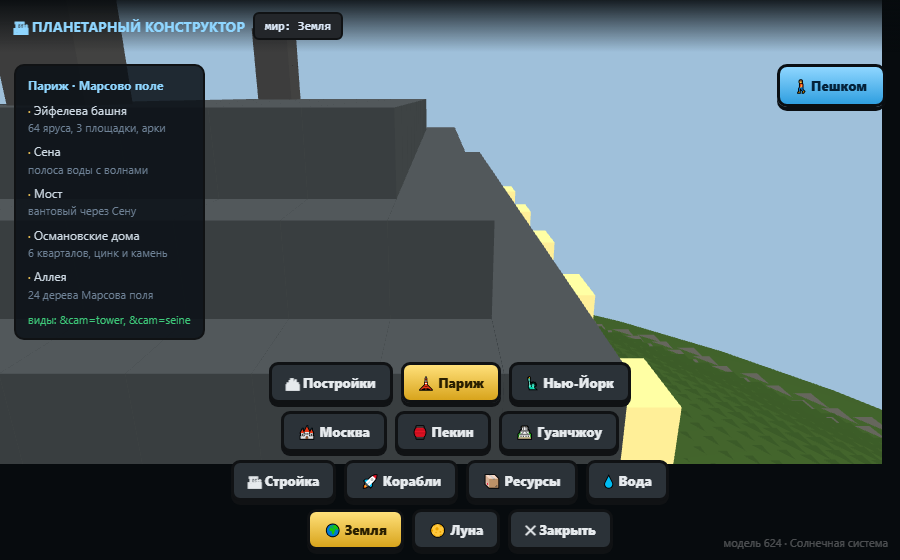 ПЛАНЕТАРНЫЙ КОНСТРУКТОР
мир: Земля
Париж · Марсово поле
· Эйфелева башня
64 яруса, 3 площадки, арки
· Сена
полоса воды с волнами
· Мост
вантовый через Сену
· Османовские дома
6 кварталов, цинк и камень
· Аллея
24 дерева Марсова поля
виды: &cam=tower, &cam=seine
Пешком
Постройки
Париж
Нью-Йорк
Москва
Пекин
Гуанчжоу
Стройка
Корабли
Ресурсы
Вода
Земля
Луна
Закрыть
модель 624 · Солнечная система